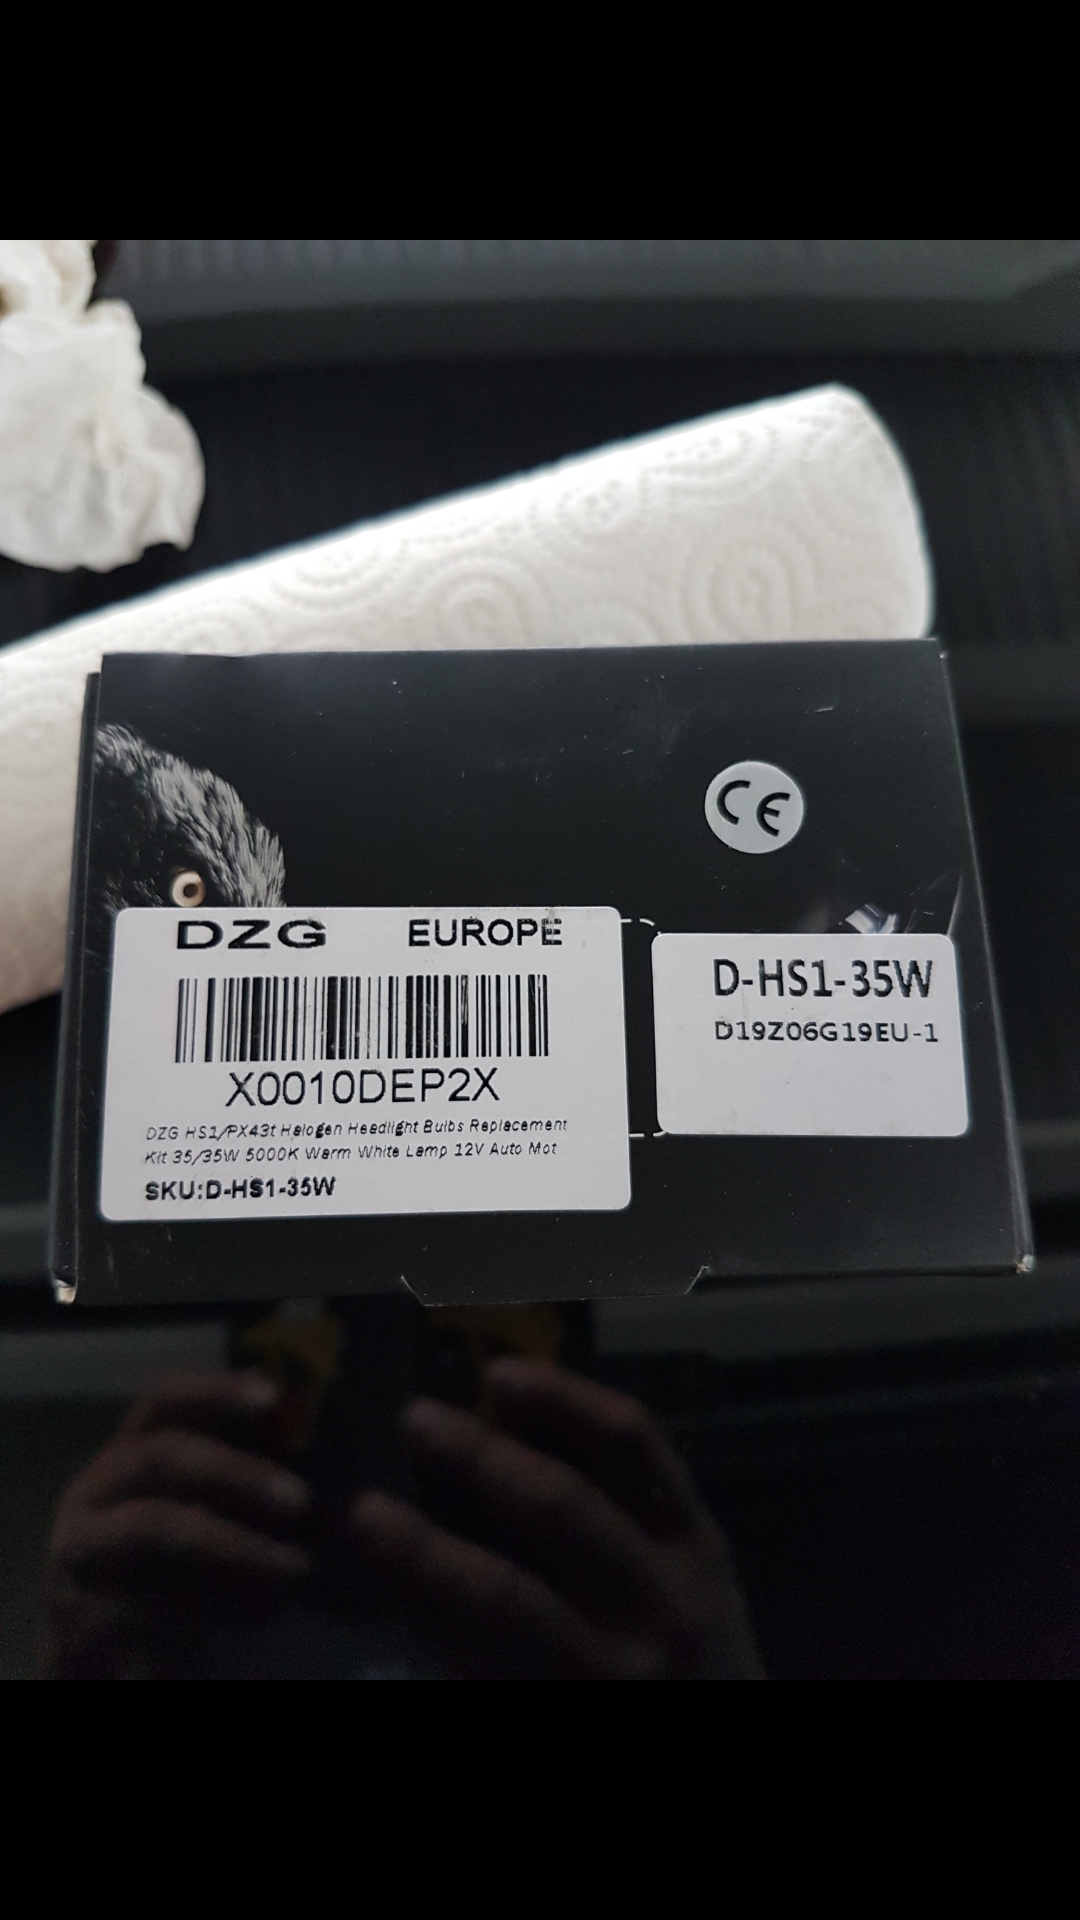 CE
DZG EUROPE
X0010DEP2X
DZG HS1/PX43t Halogen Headlight Bulbs Replacement
Kit 35/35W 5000K Warm White Lamp 12V Auto Mot
SKU:D-HS1-35W
D-HS1-35W
D19Z06G19EU-1